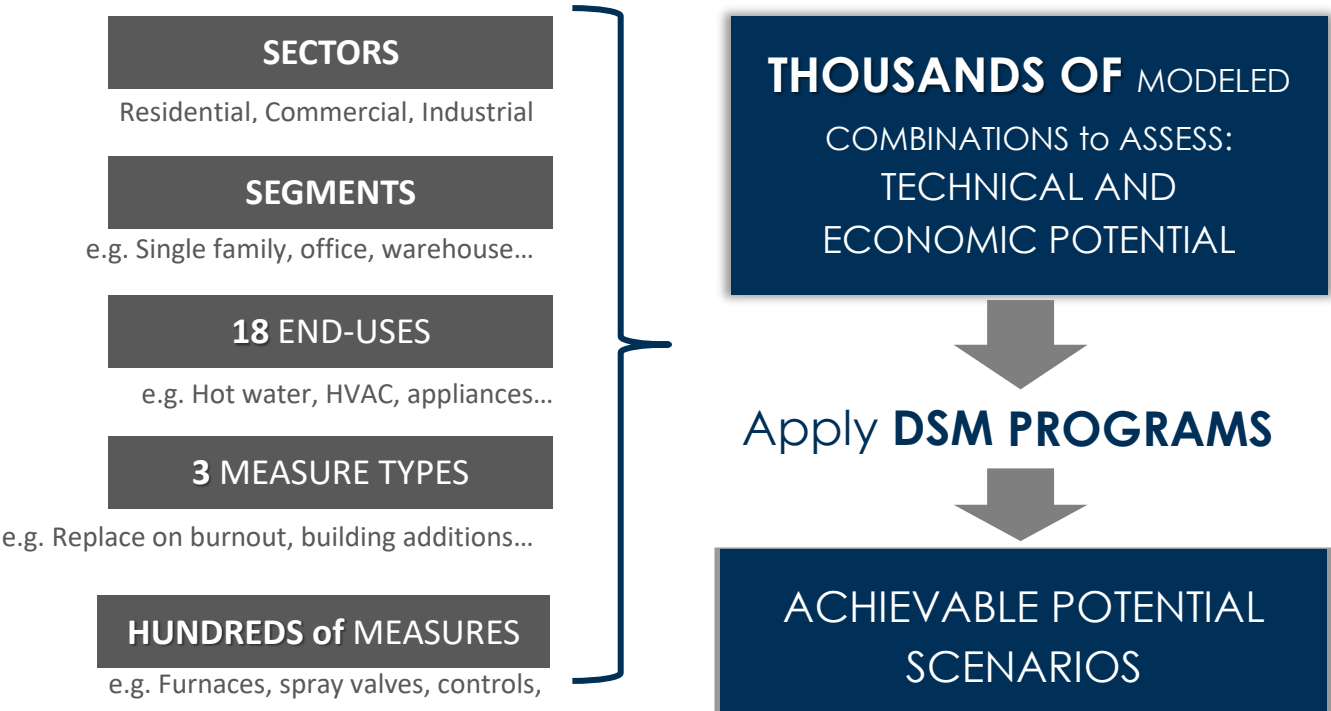 SECTORS
Residential, Commercial, Industrial
SEGMENTS
e.g. Single family, office, warehouse…
18 END-USES
e.g. Hot water, HVAC, appliances…
3 MEASURE TYPES
e.g. Replace on burnout, building additions…
HUNDREDS of MEASURES
e.g. Furnaces, spray valves, controls,
THOUSANDS OF MODELED
COMBINATIONS to ASSESS:
TECHNICAL AND
ECONOMIC POTENTIAL
Apply DSM PROGRAMS
ACHIEVABLE POTENTIAL
SCENARIOS